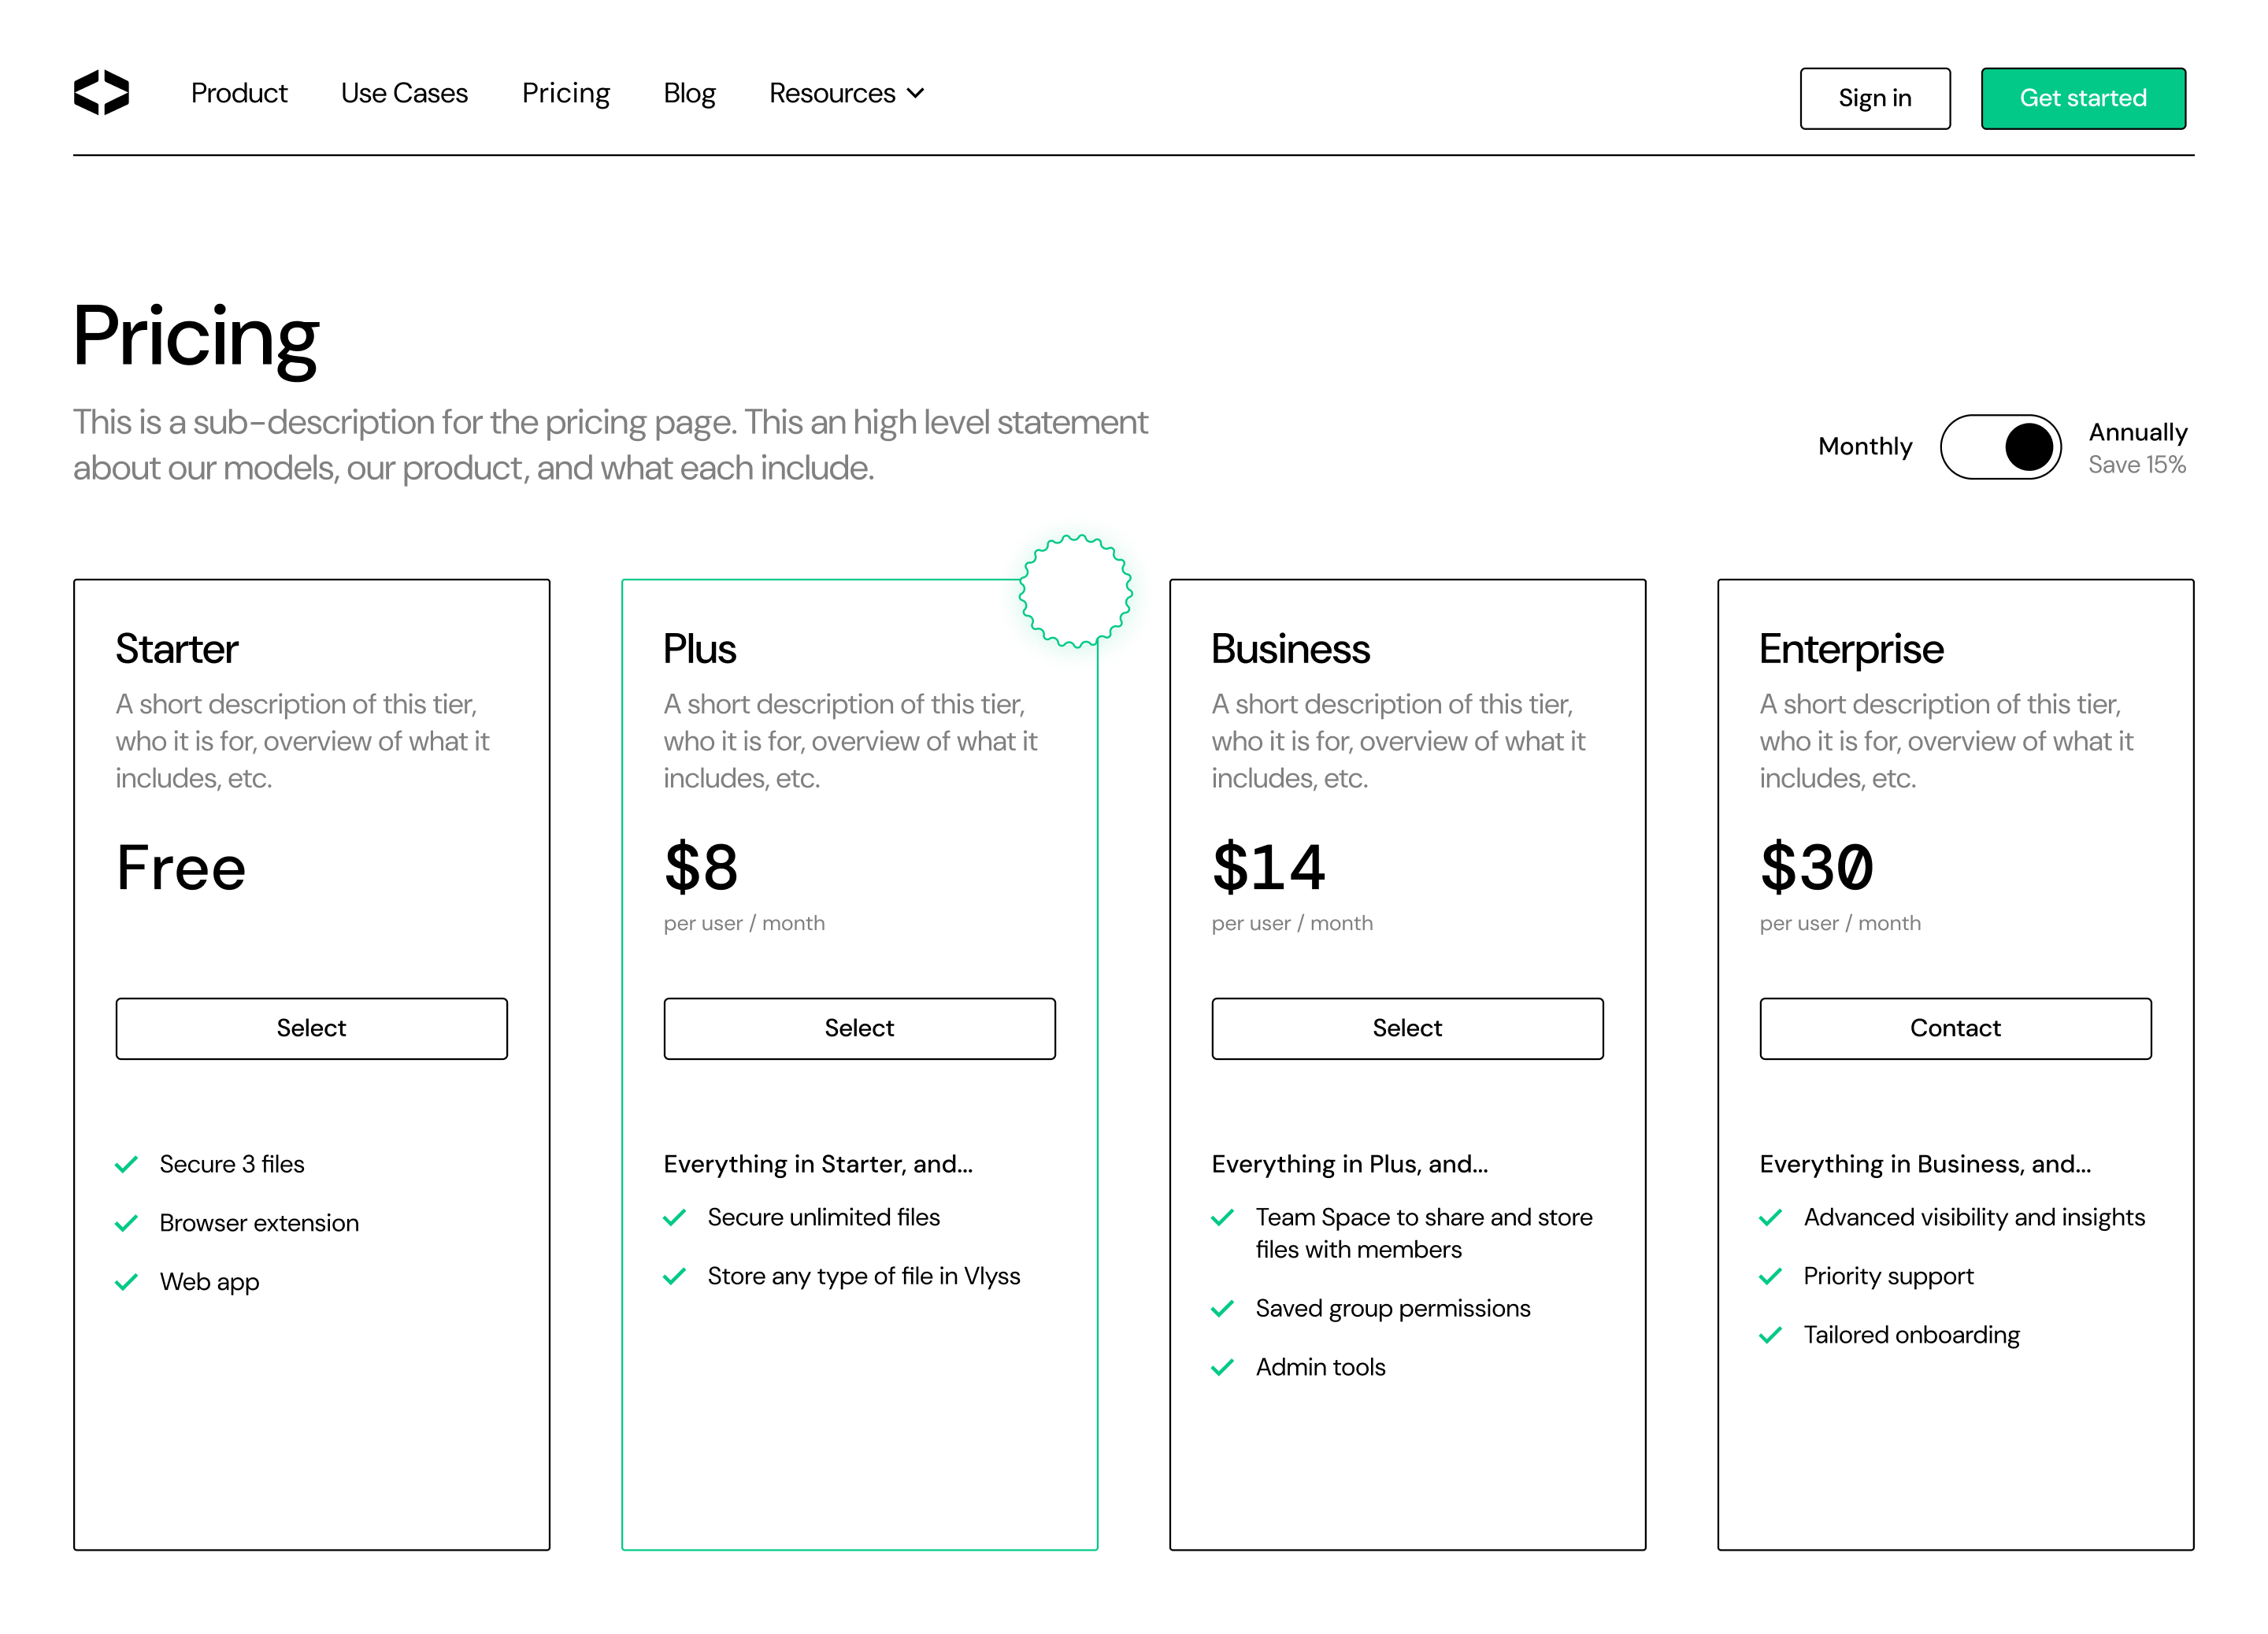 Product Use Cases Pricing Blog Resources Sign in Get started
Pricing
This is a sub-description for the pricing page. This an high level statement
about our models, our product, and what each include.
Monthly
Annually
Save 15%
Starter
A short description of this tier,
who it is for, overview of what it
includes, etc.
Free
Select
Secure 3 files
Browser extension
Web app
Plus
A short description of this tier,
who it is for, overview of what it
includes, etc.
$8
per user / month
Select
Everything in Starter, and...
Secure unlimited files
Store any type of file in Vlyss
Business
A short description of this tier,
who it is for, overview of what it
includes, etc.
$14
per user / month
Select
Everything in Plus, and...
Team Space to share and store
files with members
Saved group permissions
Admin tools
Enterprise
A short description of this tier,
who it is for, overview of what it
includes, etc.
$30
per user / month
Contact
Everything in Business, and...
Advanced visibility and insights
Priority support
Tailored onboarding